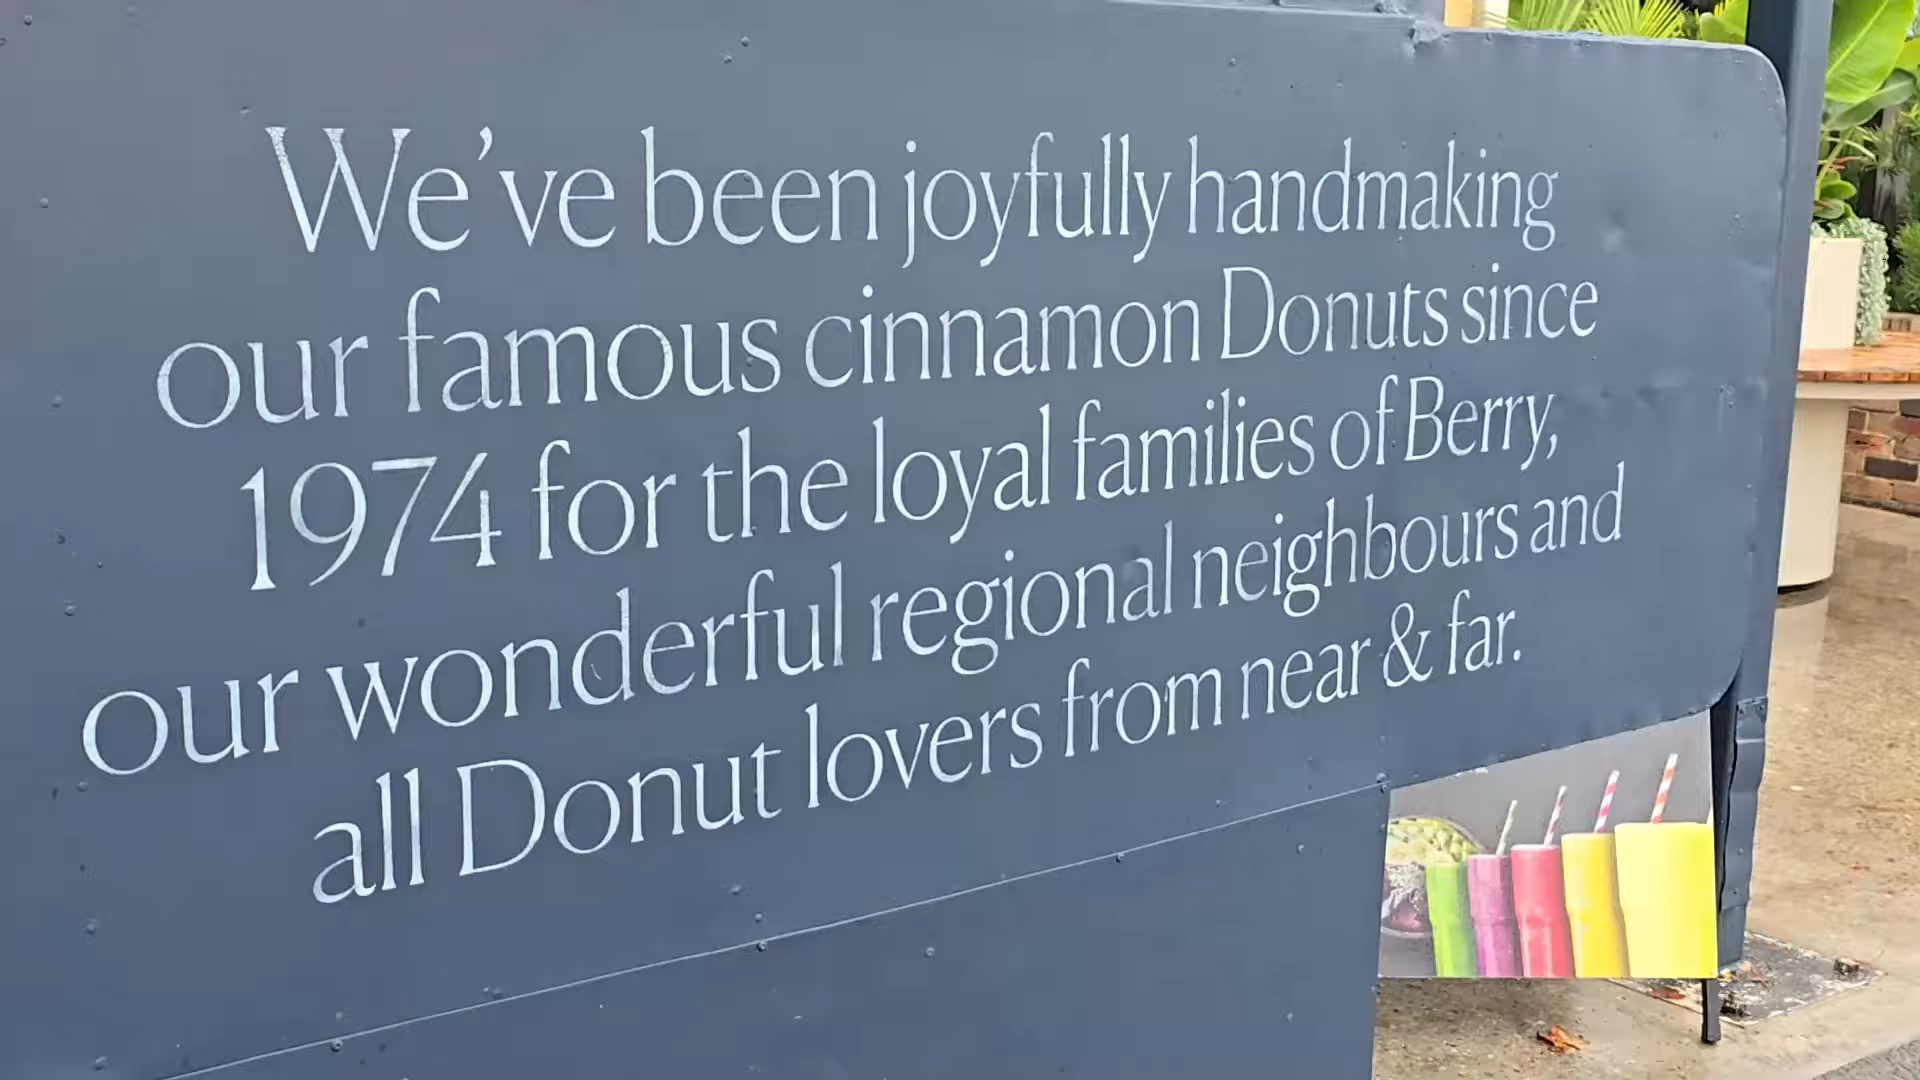 We've been joyfully handmaking
our famous cinnamon Donuts since
1974 for the loyal families of Berry,
our wonderful regional neighbours and
all Donut lovers from near & far.